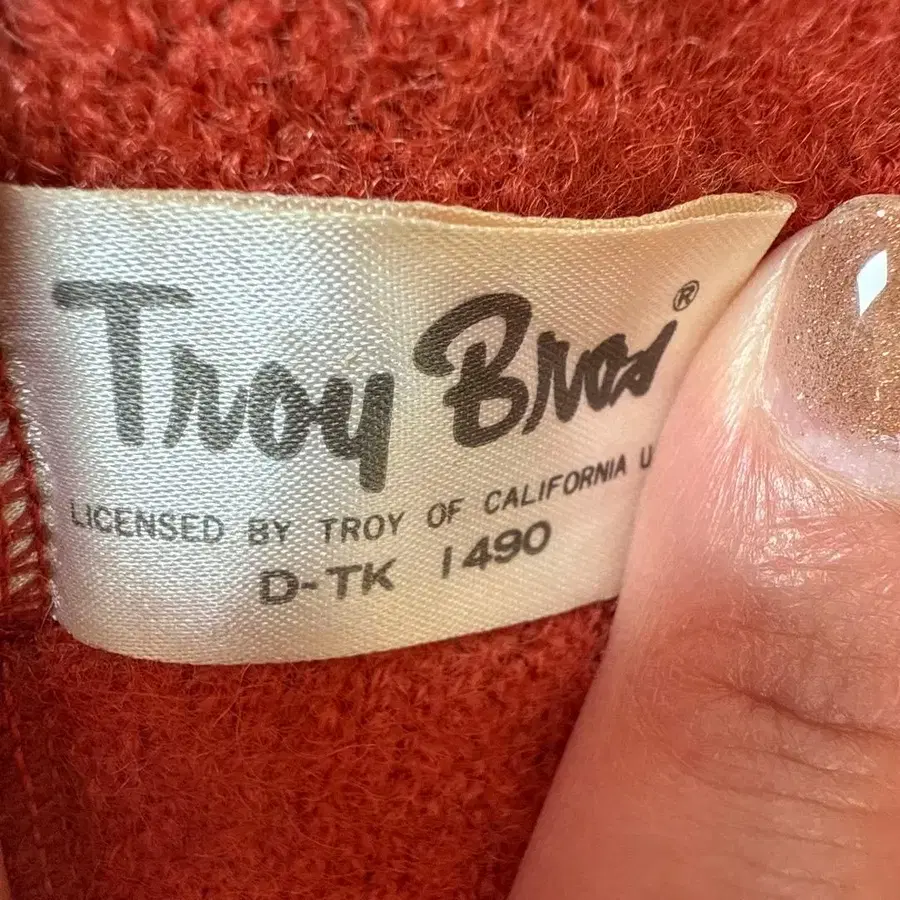 Troy Bros®
LICENSED BY TROY OF CALIFORNIA U
D-TK 1490